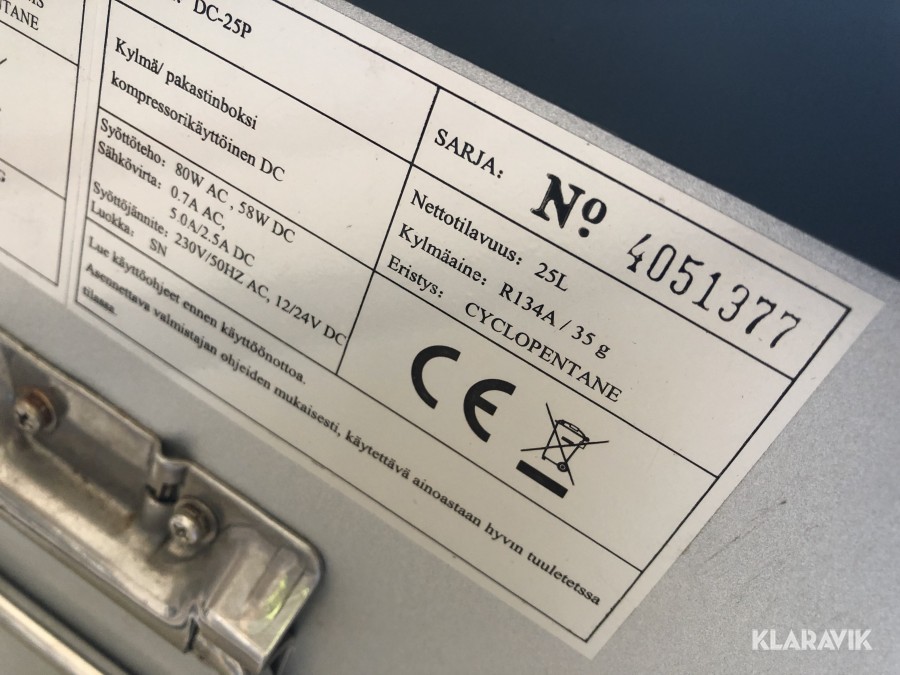 TANE
DC-25P
Kylmä/ pakastinboksi
kompressorikäyttöinen DC
Syöttöteho: 80W AC , 58W DC
Sähkövirta: 0.7A AC,
5.0A/2.5A DC
Syöttöjännite: 230V/50HZ AC, 12/24V DC
Luokka: SN
SARJA: No 4051377
Nettotilavuus: 25L
Kylmäaine: R134A / 35 g
Eristys: CYCLOPENTANE
CE
Lue käyttöohjeet ennen käyttöönottoa.
Asennettava valmistajan ohjeiden mukaisesti, käytettävä ainoastaan hyvin tuuletetssa
tilassa.
KLARAVIK